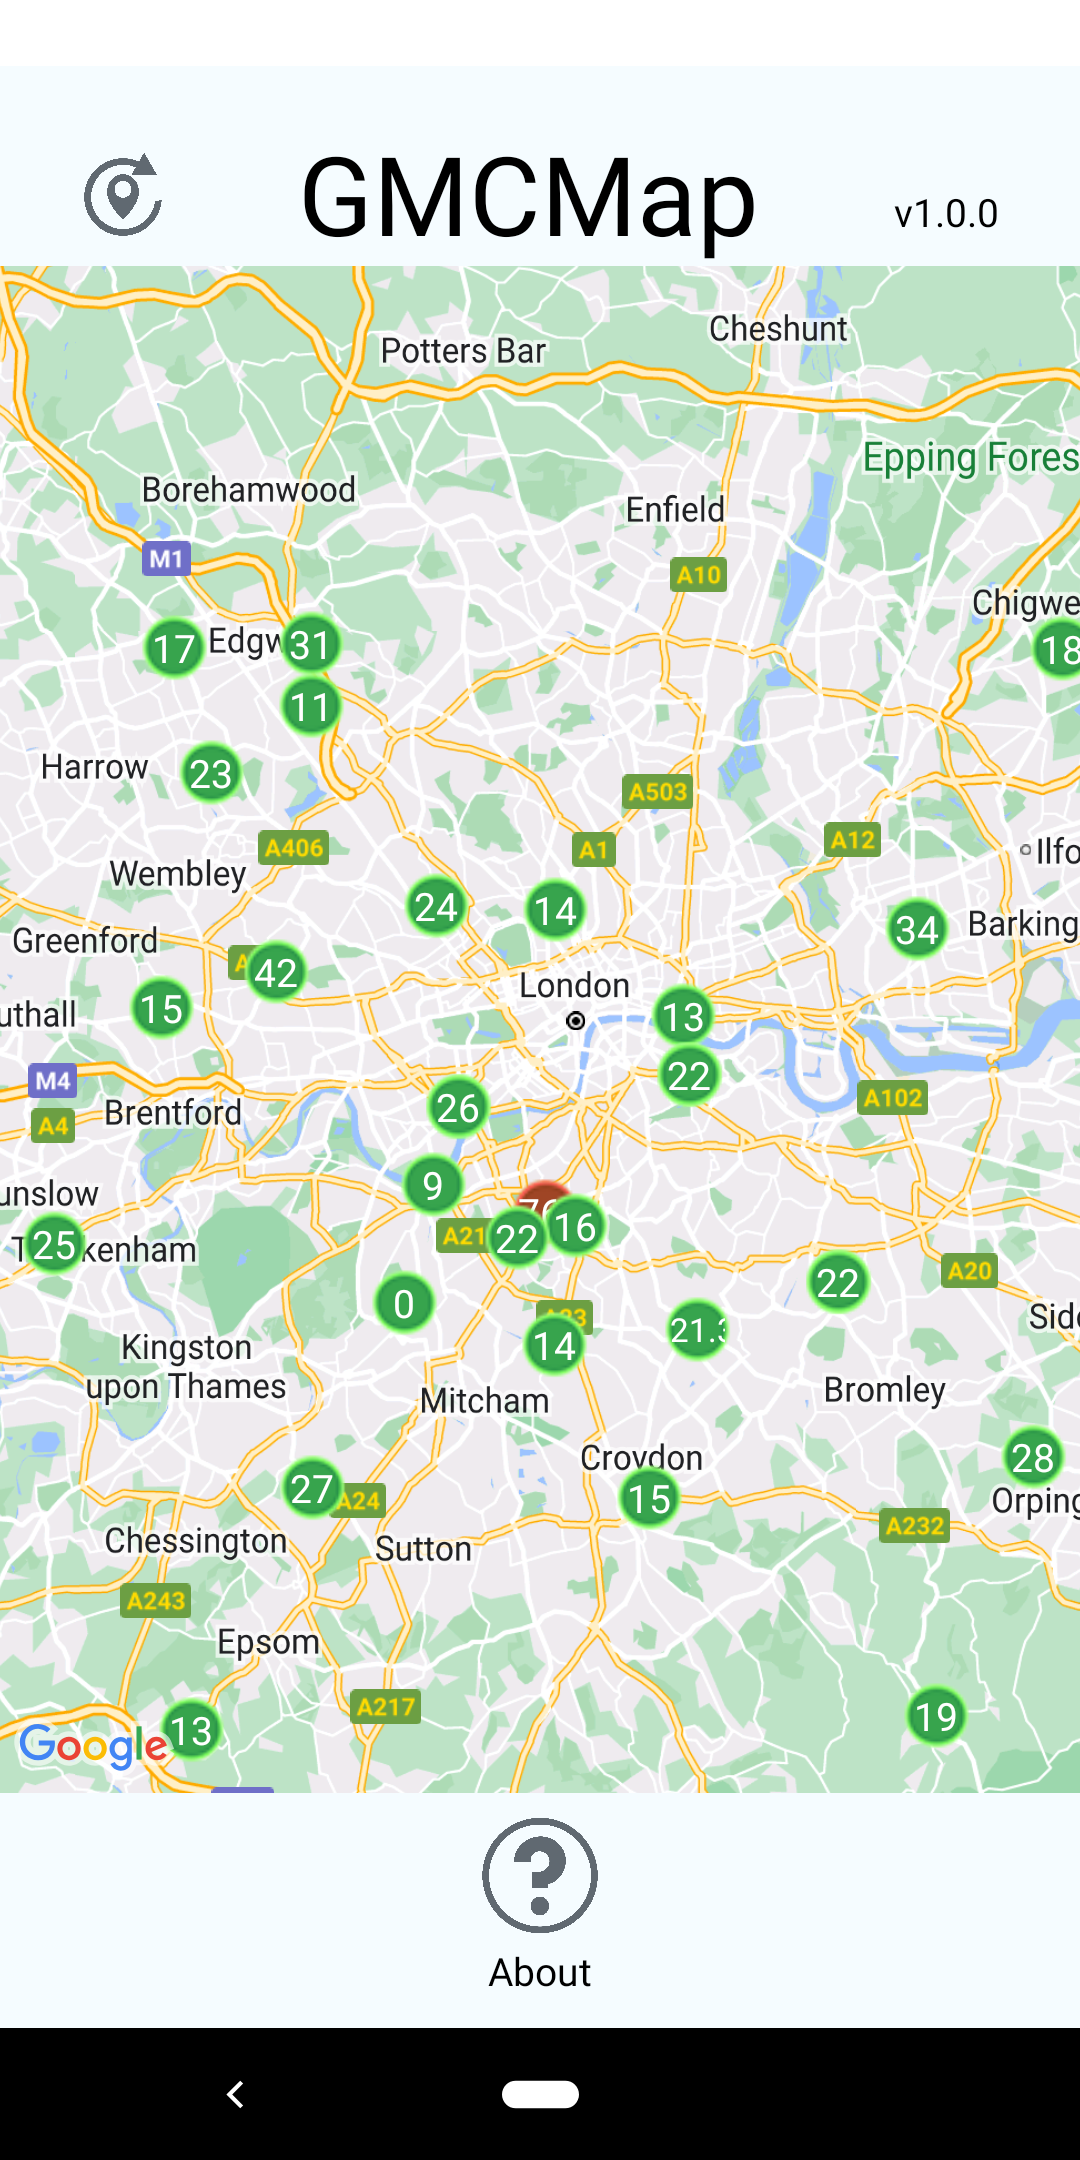 GMCMap
v1.0.0
Cheshunt
Potters Bar
Epping Fores
Borehamwood
Enfield
M1
A10
Chigwe
17
Edgw
31
18
11
Harrow
23
A503
A406
A1
A12
Ilfo
Wembley
24
14
34
Barking
Greenford
A
42
London
15
uthall
13
22
M4
A102
26
A4
Brentford
9
unslow
76
16
A21
22
25
T
kenham
A20
22
0
A23
Side
21.3
14
Kingston
upon Thames
Bromley
Mitcham
Croydon
28
27
A24
15
Orping
A232
Chessington
Sutton
A243
Epsom
A217
19
13
Google
About